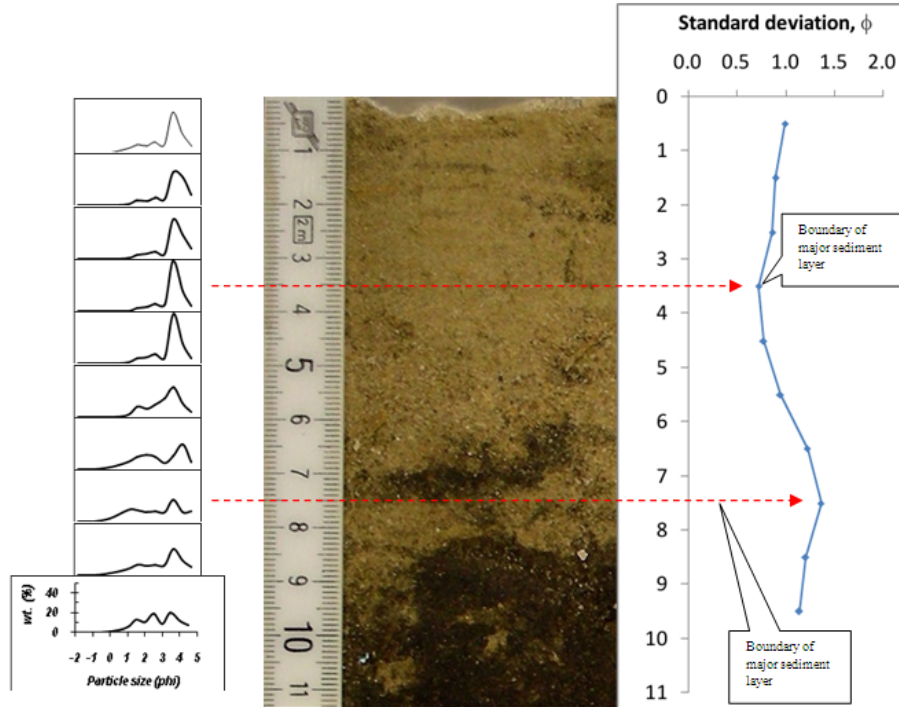 Standard deviation, ϕ
0.0 0.5 1.0 1.5 2.0
0
1
2
3
4
5
6
7
8
9
10
11
Boundary of
major sediment
layer
Boundary of
major sediment
layer
1
2
2 m
3
4
5
6
7
8
9
10
11
wt. (%)
40
20
0
-2 -1 0 1 2 3 4 5
Particle size (phi)